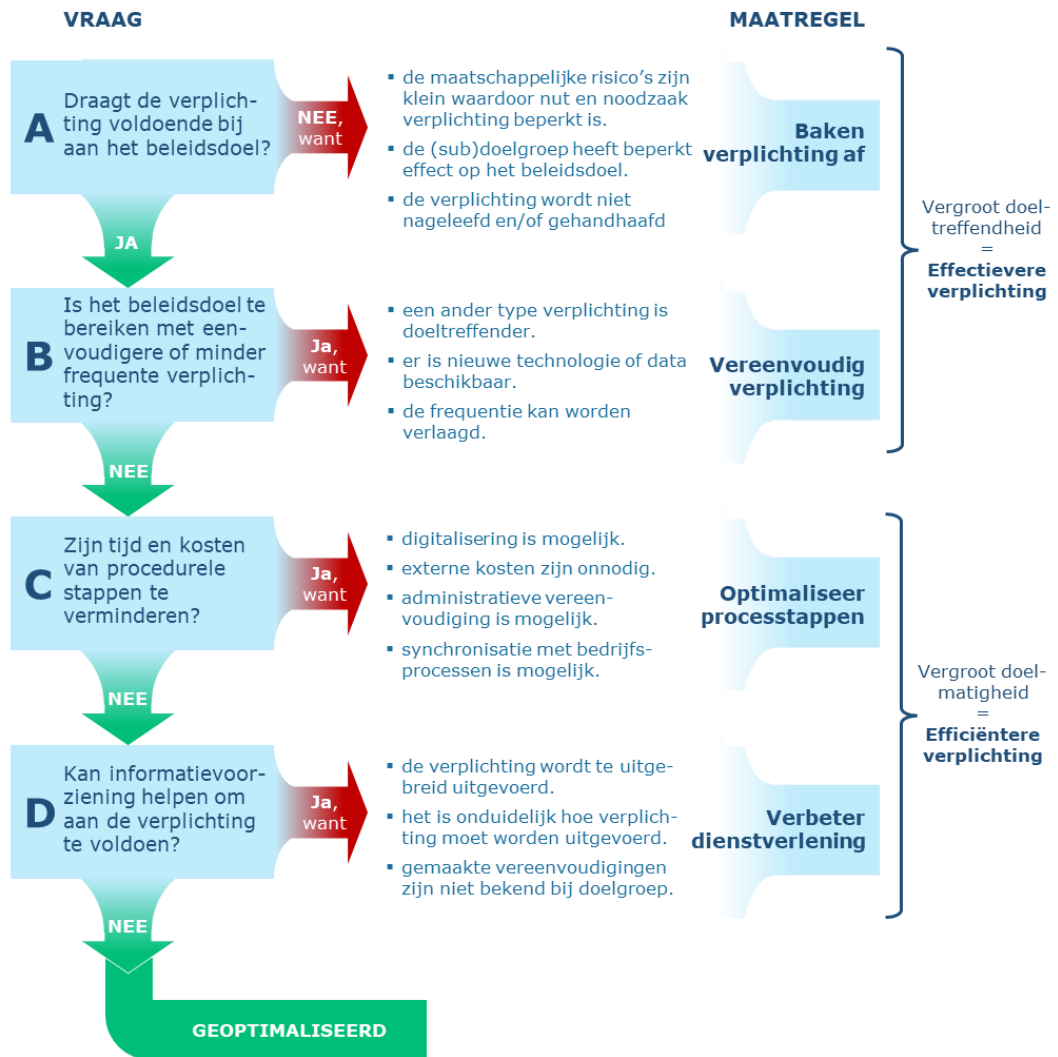 VRAAG
MAATREGEL
A
Draagt de verplich-
ting voldoende bij
aan het beleidsdoel?
NEE,
want
▪ de maatschappelijke risico's zijn
klein waardoor nut en noodzaak
verplichting beperkt is.
▪ de (sub)doelgroep heeft beperkt
effect op het beleidsdoel.
▪ de verplichting wordt niet
nageleefd en/of gehandhaafd
Baken
verplichting af
JA
B
Is het beleidsdoel te
bereiken met een-
voudigere of minder
frequente verplich-
ting?
Ja,
want
▪ een ander type verplichting is
doeltreffender.
▪ er is nieuwe technologie of data
beschikbaar.
▪ de frequentie kan worden
verlaagd.
Vereenvoudig
verplichting
Vergroot doel-
treffendheid
=
Effectievere
verplichting
NEE
C
Zijn tijd en kosten
van procedurele
stappen te
verminderen?
Ja,
want
▪ digitalisering is mogelijk.
▪ externe kosten zijn onnodig.
▪ administratieve vereen-
voudiging is mogelijk.
▪ synchronisatie met bedrijfs-
processen is mogelijk.
Optimaliseer
processtappen
NEE
D
Kan informatievoor-
ziening helpen om
aan de verplichting
te voldoen?
Ja,
want
▪ de verplichting wordt te uitge-
breid uitgevoerd.
▪ het is onduidelijk hoe verplich-
ting moet worden uitgevoerd.
▪ gemaakte vereenvoudigingen
zijn niet bekend bij doelgroep.
Verbeter
dienstverlening
Vergroot doel-
matigheid
=
Efficiëntere
verplichting
NEE
GEOPTIMALISEERD